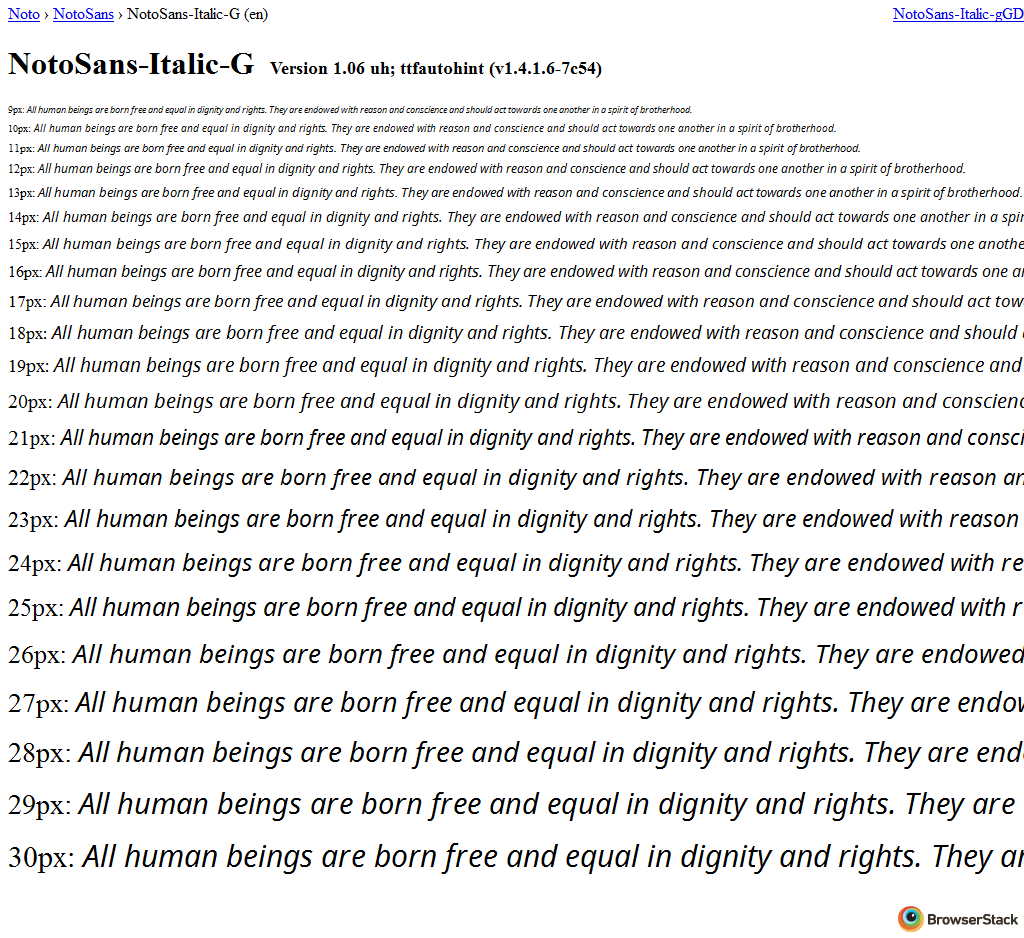 Noto › NotoSans › NotoSans-Italic-G (en) NotoSans-Italic-gGD
NotoSans-Italic-G Version 1.06 uh; ttfautohint (v1.4.1.6-7c54)
9px: All human beings are born free and equal in dignity and rights. They are endowed with reason and conscience and should act towards one another in a spirit of brotherhood.
10px: All human beings are born free and equal in dignity and rights. They are endowed with reason and conscience and should act towards one another in a spirit of brotherhood.
11px: All human beings are born free and equal in dignity and rights. They are endowed with reason and conscience and should act towards one another in a spirit of brotherhood.
12px: All human beings are born free and equal in dignity and rights. They are endowed with reason and conscience and should act towards one another in a spirit of brotherhood.
13px: All human beings are born free and equal in dignity and rights. They are endowed with reason and conscience and should act towards one another in a spirit of brotherhood.
14px: All human beings are born free and equal in dignity and rights. They are endowed with reason and conscience and should act towards one another in a spir
15px: All human beings are born free and equal in dignity and rights. They are endowed with reason and conscience and should act towards one anothe
16px: All human beings are born free and equal in dignity and rights. They are endowed with reason and conscience and should act towards one a
17px: All human beings are born free and equal in dignity and rights. They are endowed with reason and conscience and should act tow
18px: All human beings are born free and equal in dignity and rights. They are endowed with reason and conscience and should
19px: All human beings are born free and equal in dignity and rights. They are endowed with reason and conscience and
20px: All human beings are born free and equal in dignity and rights. They are endowed with reason and conscienc
21px: All human beings are born free and equal in dignity and rights. They are endowed with reason and consci
22px: All human beings are born free and equal in dignity and rights. They are endowed with reason an
23px: All human beings are born free and equal in dignity and rights. They are endowed with reason
24px: All human beings are born free and equal in dignity and rights. They are endowed with re
25px: All human beings are born free and equal in dignity and rights. They are endowed with r
26px: All human beings are born free and equal in dignity and rights. They are endowed
27px: All human beings are born free and equal in dignity and rights. They are endow
28px: All human beings are born free and equal in dignity and rights. They are end
29px: All human beings are born free and equal in dignity and rights. They are
30px: All human beings are born free and equal in dignity and rights. They ar
BrowserStack